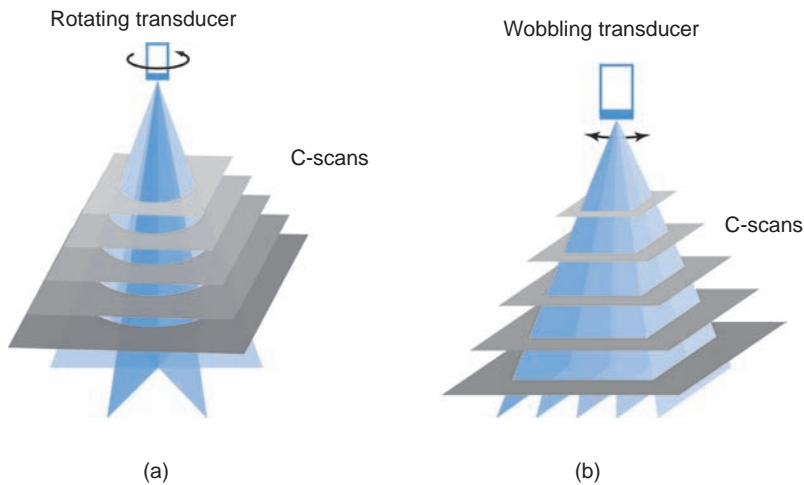 Rotating transducer
Wobbling transducer
C-scans
C-scans
(a)
(b)